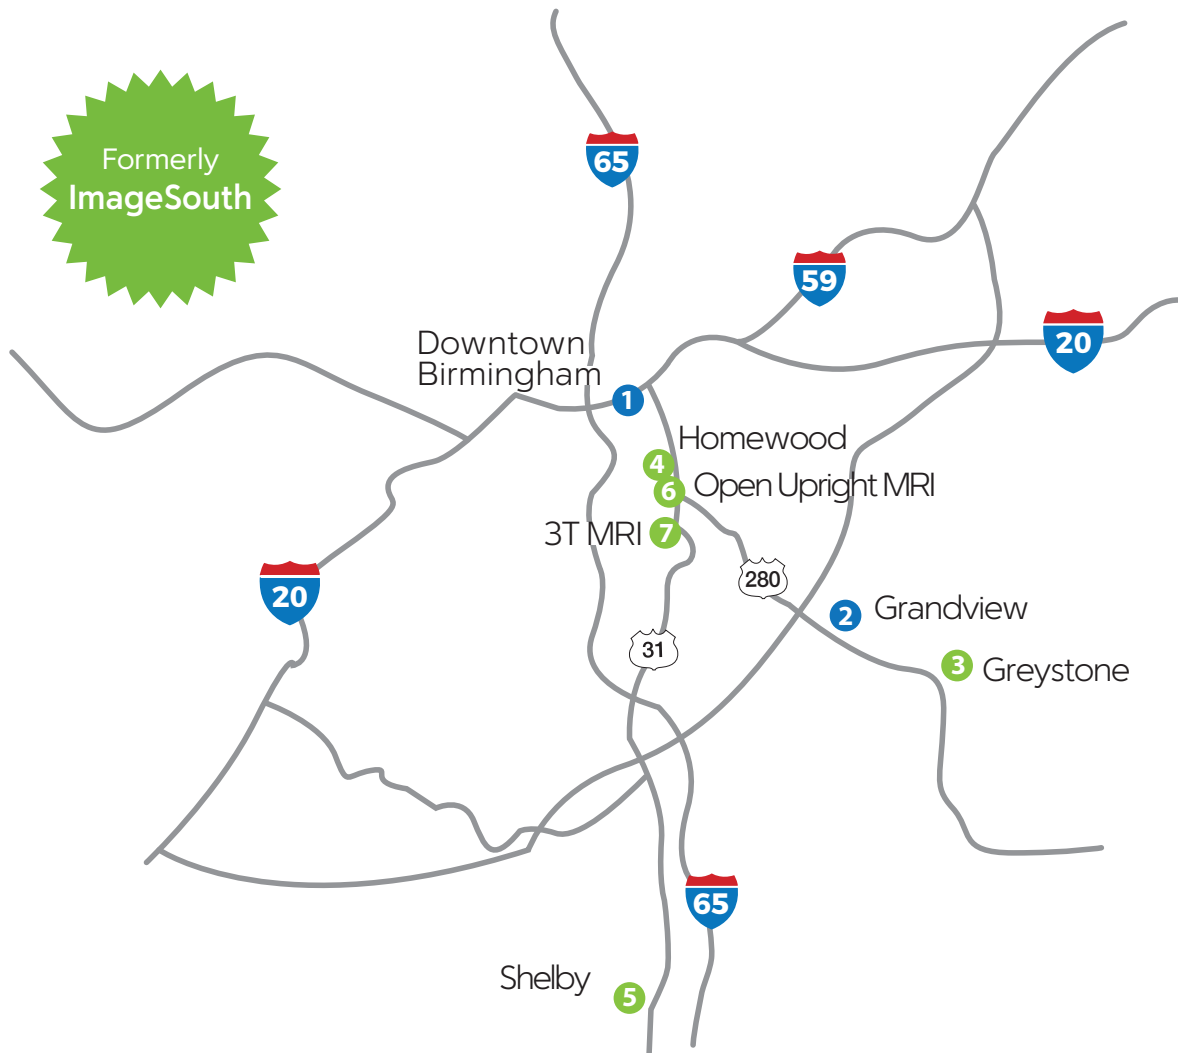 65
Formerly
ImageSouth
59
20
Downtown
Birmingham
1
Homewood
4
6
Open Upright MRI
3T MRI
7
280
20
2
Grandview
31
3
Greystone
65
Shelby
5